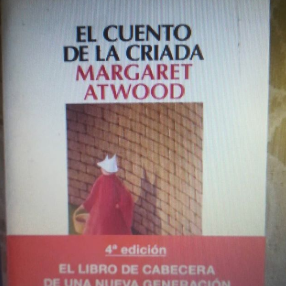 EL CUENTO
DE LA CRIADA
MARGARET
ATWOOD
4ª edición
EL LIBRO DE CABECERA
DE UNA NUEVA GENERACIÓN